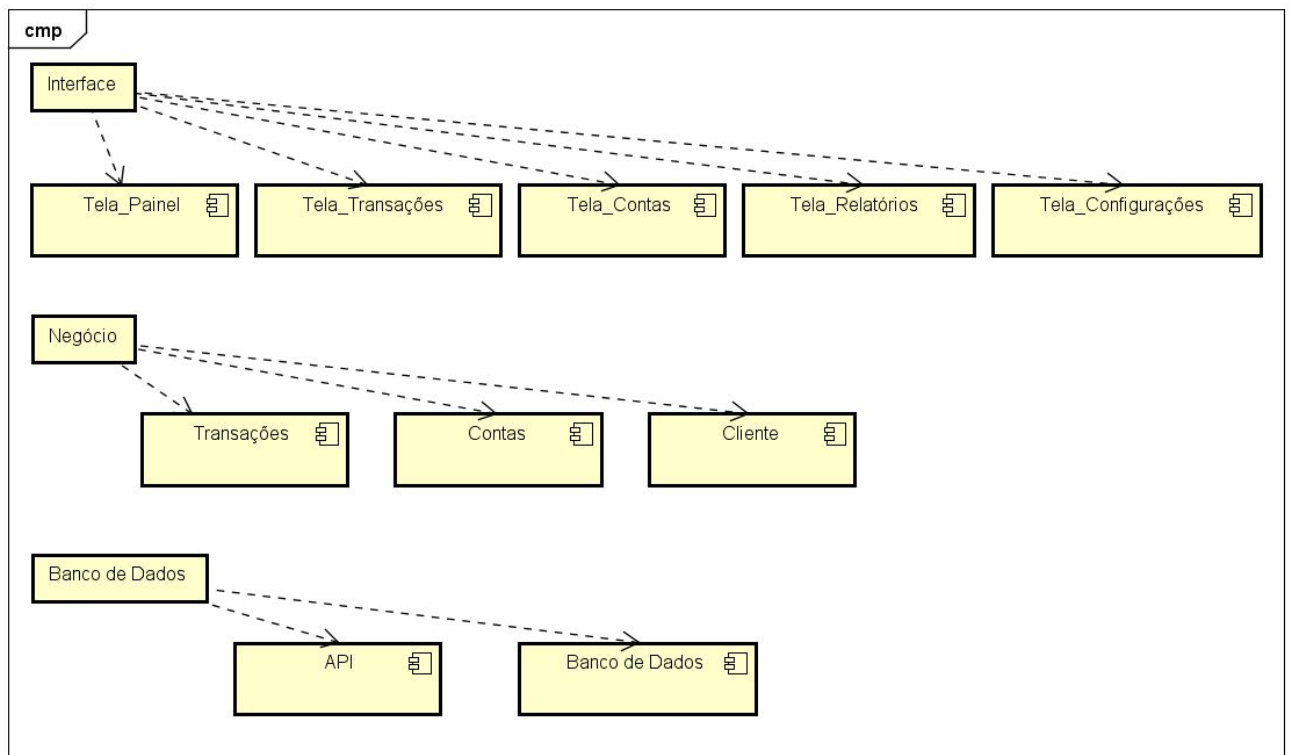 cmp
Interface
Tela_Painel
Tela_Transações
Tela_Contas
Tela_Relatórios
Tela_Configurações
Negócio
Transações
Contas
Cliente
Banco de Dados
API
Banco de Dados